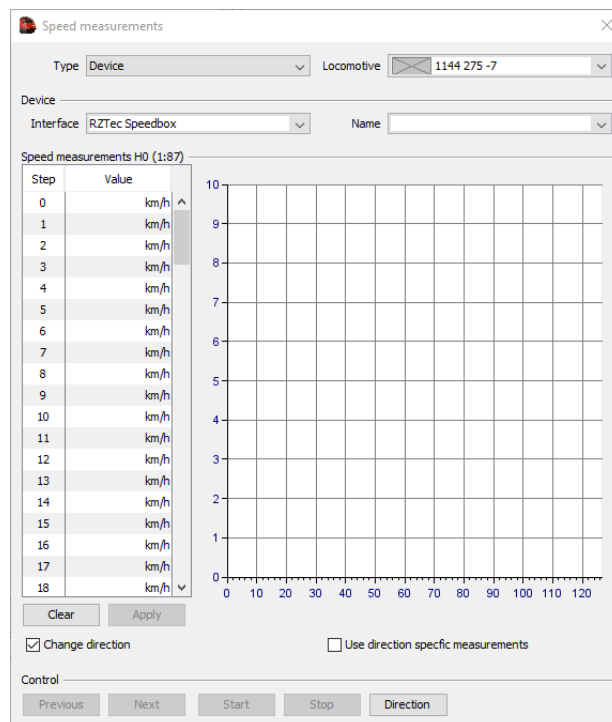 Speed measurements
Type Device Locomotive 1144 275 -7
Device
Interface RZTec Speedbox Name
Speed measurements H0 (1:87)
Step Value
0 km/h
1 km/h
2 km/h
3 km/h
4 km/h
5 km/h
6 km/h
7 km/h
8 km/h
9 km/h
10 km/h
11 km/h
12 km/h
13 km/h
14 km/h
15 km/h
16 km/h
17 km/h
18 km/h
10
9
8
7
6
5
4
3
2
1
0
0 10 20 30 40 50 60 70 80 90 100 110 120
Clear Apply
Change direction Use direction specfic measurements
Control
Previous Next Start Stop Direction